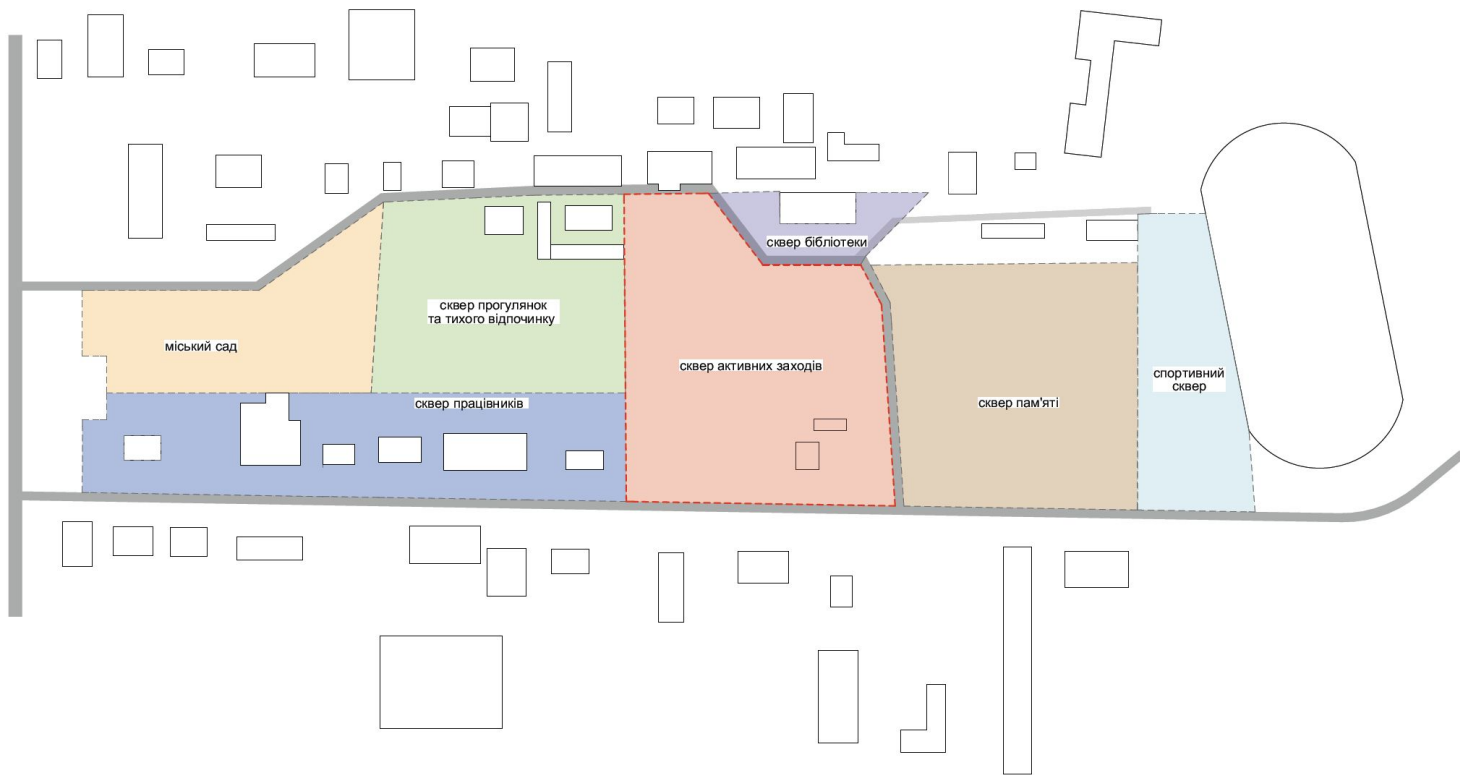 сквер бібліотеки
сквер прогулянок
та тихого відпочинку
міський сад
сквер активних заходів
спортивний
сквер
сквер працівників
сквер пам'яті